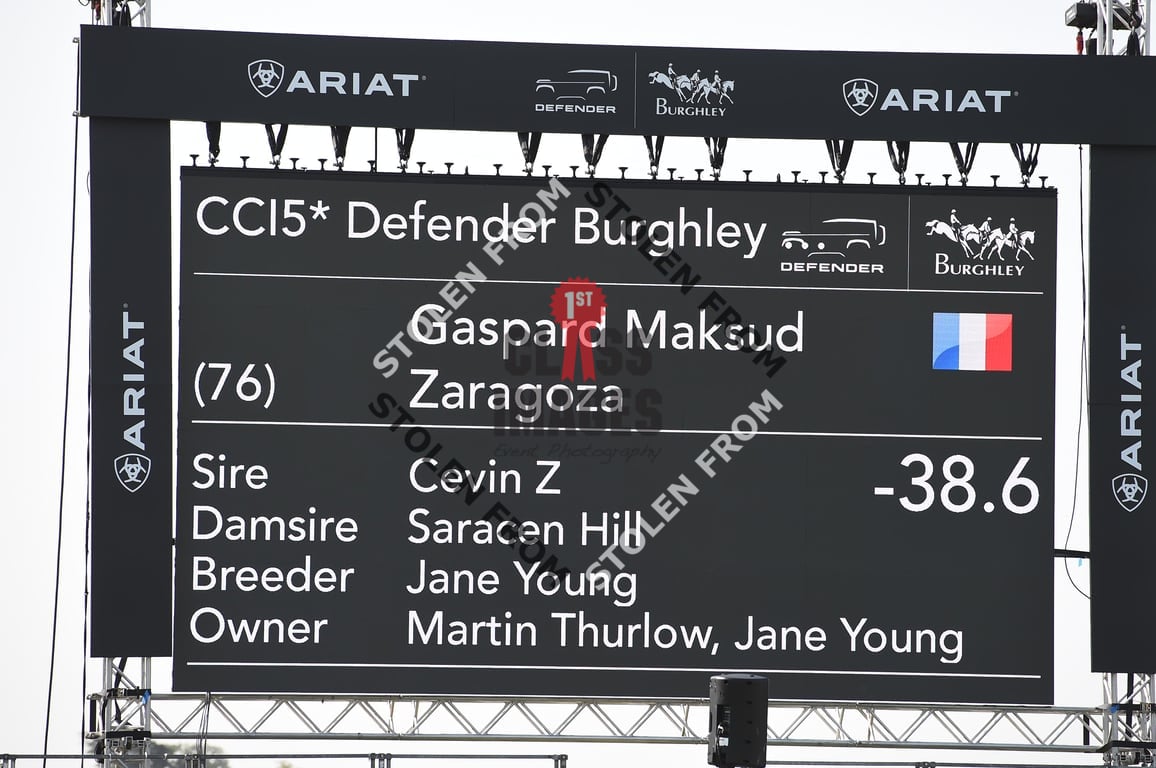 ARIAT
DEFENDER
BURGHLEY
ARIAT
CCI5* Defender Burghley
DEFENDER
BURGHLEY
Gaspard Maksud
(76)
Zaragoza
Sire Cevin Z
-38.6
Damsire Saracen Hill
Breeder Jane Young
Owner Martin Thurlow, Jane Young
ARIAT
ARIAT
STOLEN FROM
STOLEN FROM
1ST
CLASS
IMAGES
Event Photography
STOLEN FROM
STOLEN FROM